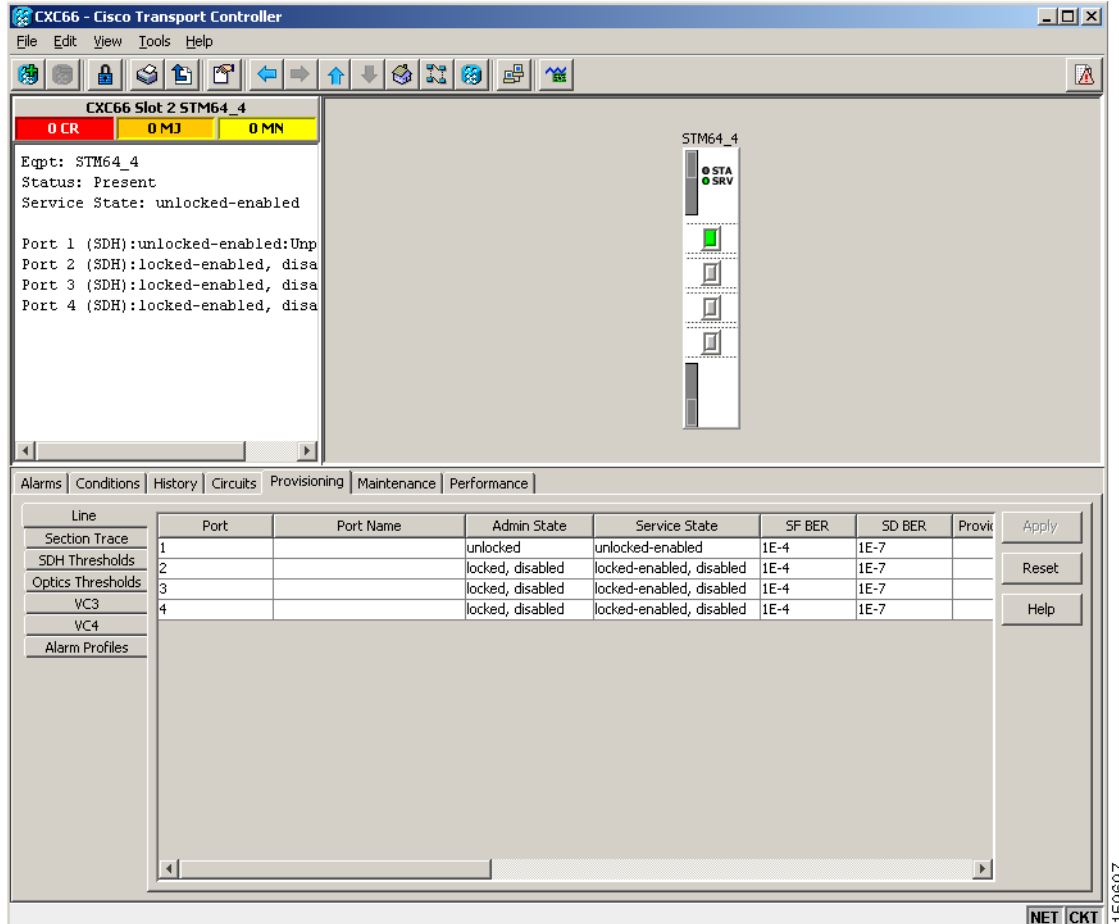 CXC66 - Cisco Transport Controller
File Edit View Tools Help
CXC66 Slot 2 STM64_4
0 CR 0 MJ 0 MN
Eqpt: STM64_4
Status: Present
Service State: unlocked-enabled
Port 1 (SDH):unlocked-enabled:Unp
Port 2 (SDH):locked-enabled, disa
Port 3 (SDH):locked-enabled, disa
Port 4 (SDH):locked-enabled, disa
STM64_4
STA
SRV
Alarms Conditions History Circuits Provisioning Maintenance Performance
Line
Section Trace
SDH Thresholds
Optics Thresholds
VC3
VC4
Alarm Profiles
Port Port Name Admin State Service State SF BER SD BER Provic
1 unlocked unlocked-enabled 1E-4 1E-7
2 locked, disabled locked-enabled, disabled 1E-4 1E-7
3 locked, disabled locked-enabled, disabled 1E-4 1E-7
4 locked, disabled locked-enabled, disabled 1E-4 1E-7
Apply
Reset
Help
NET CKT